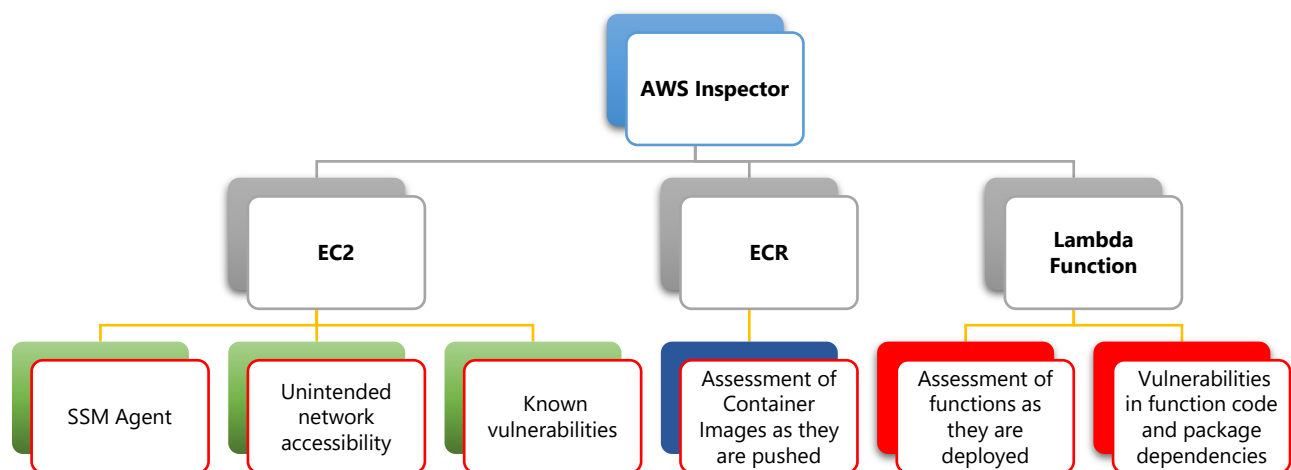 AWS Inspector
EC2
ECR
Lambda
Function
SSM Agent
Unintended
network
accessibility
Known
vulnerabilities
Assessment of
Container
Images as they
are pushed
Assessment of
functions as
they are
deployed
Vulnerabilities
in function code
and package
dependencies